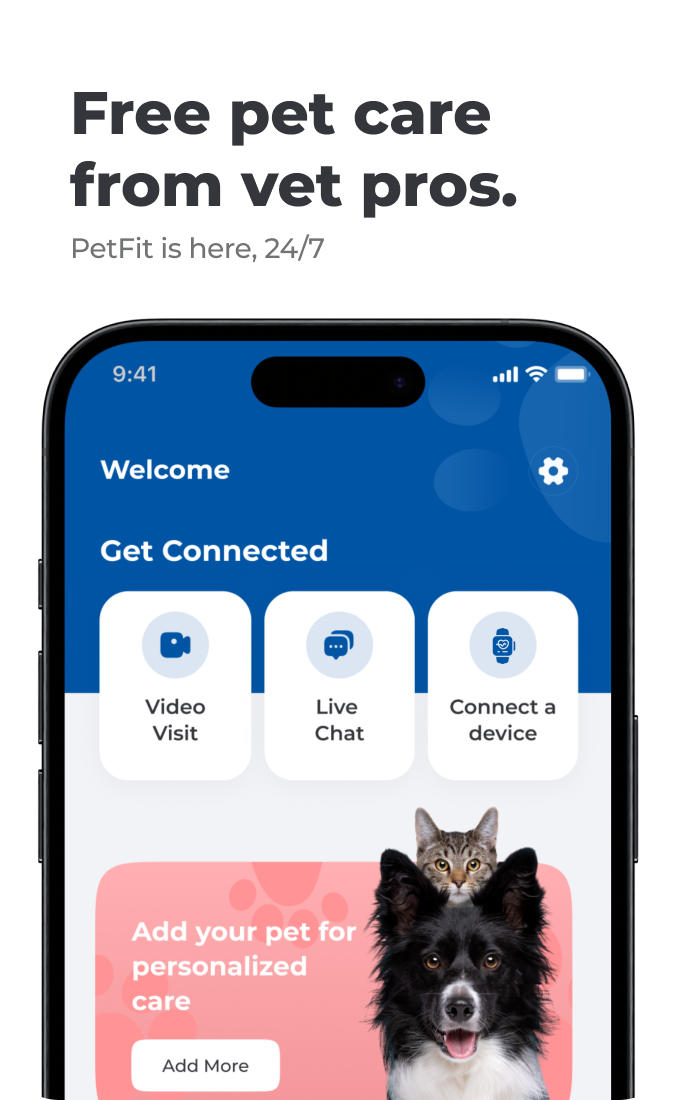 Free pet care
from vet pros.
PetFit is here, 24/7
9:41
Welcome
Get Connected
Video
Visit
Live
Chat
Connect a
device
Add your pet for
personalized
care
Add More